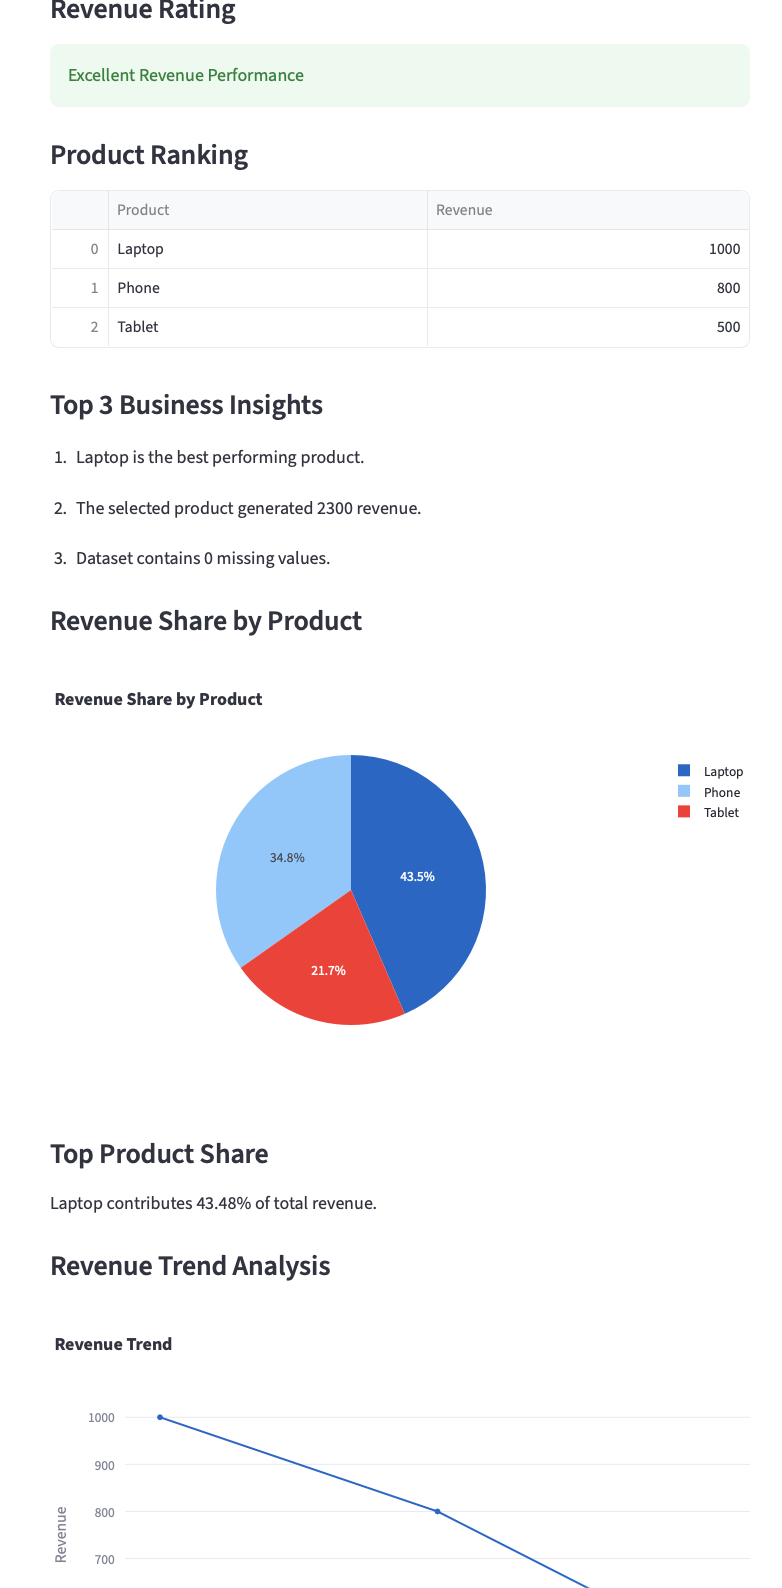 Revenue Rating
Excellent Revenue Performance
Product Ranking
Product Revenue
0 Laptop 1000
1 Phone 800
2 Tablet 500
Top 3 Business Insights
1. Laptop is the best performing product.
2. The selected product generated 2300 revenue.
3. Dataset contains 0 missing values.
Revenue Share by Product
Revenue Share by Product
Laptop
Phone
Tablet
34.8%
43.5%
21.7%
Top Product Share
Laptop contributes 43.48% of total revenue.
Revenue Trend Analysis
Revenue Trend
1000
900
800
700
Revenue